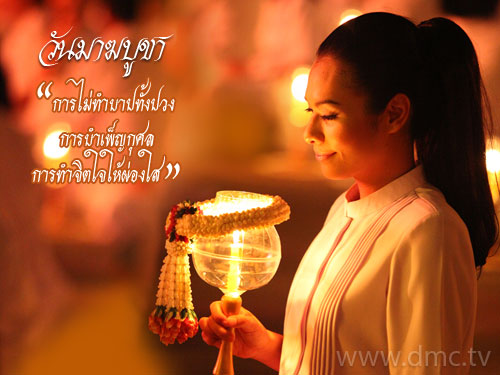 วันมาฆบูชา
“การไม่ทำบาปทั้งปวง
การบำเพ็ญกุศล
การทำจิตใจให้ผ่องใส”
www.dmc.tv